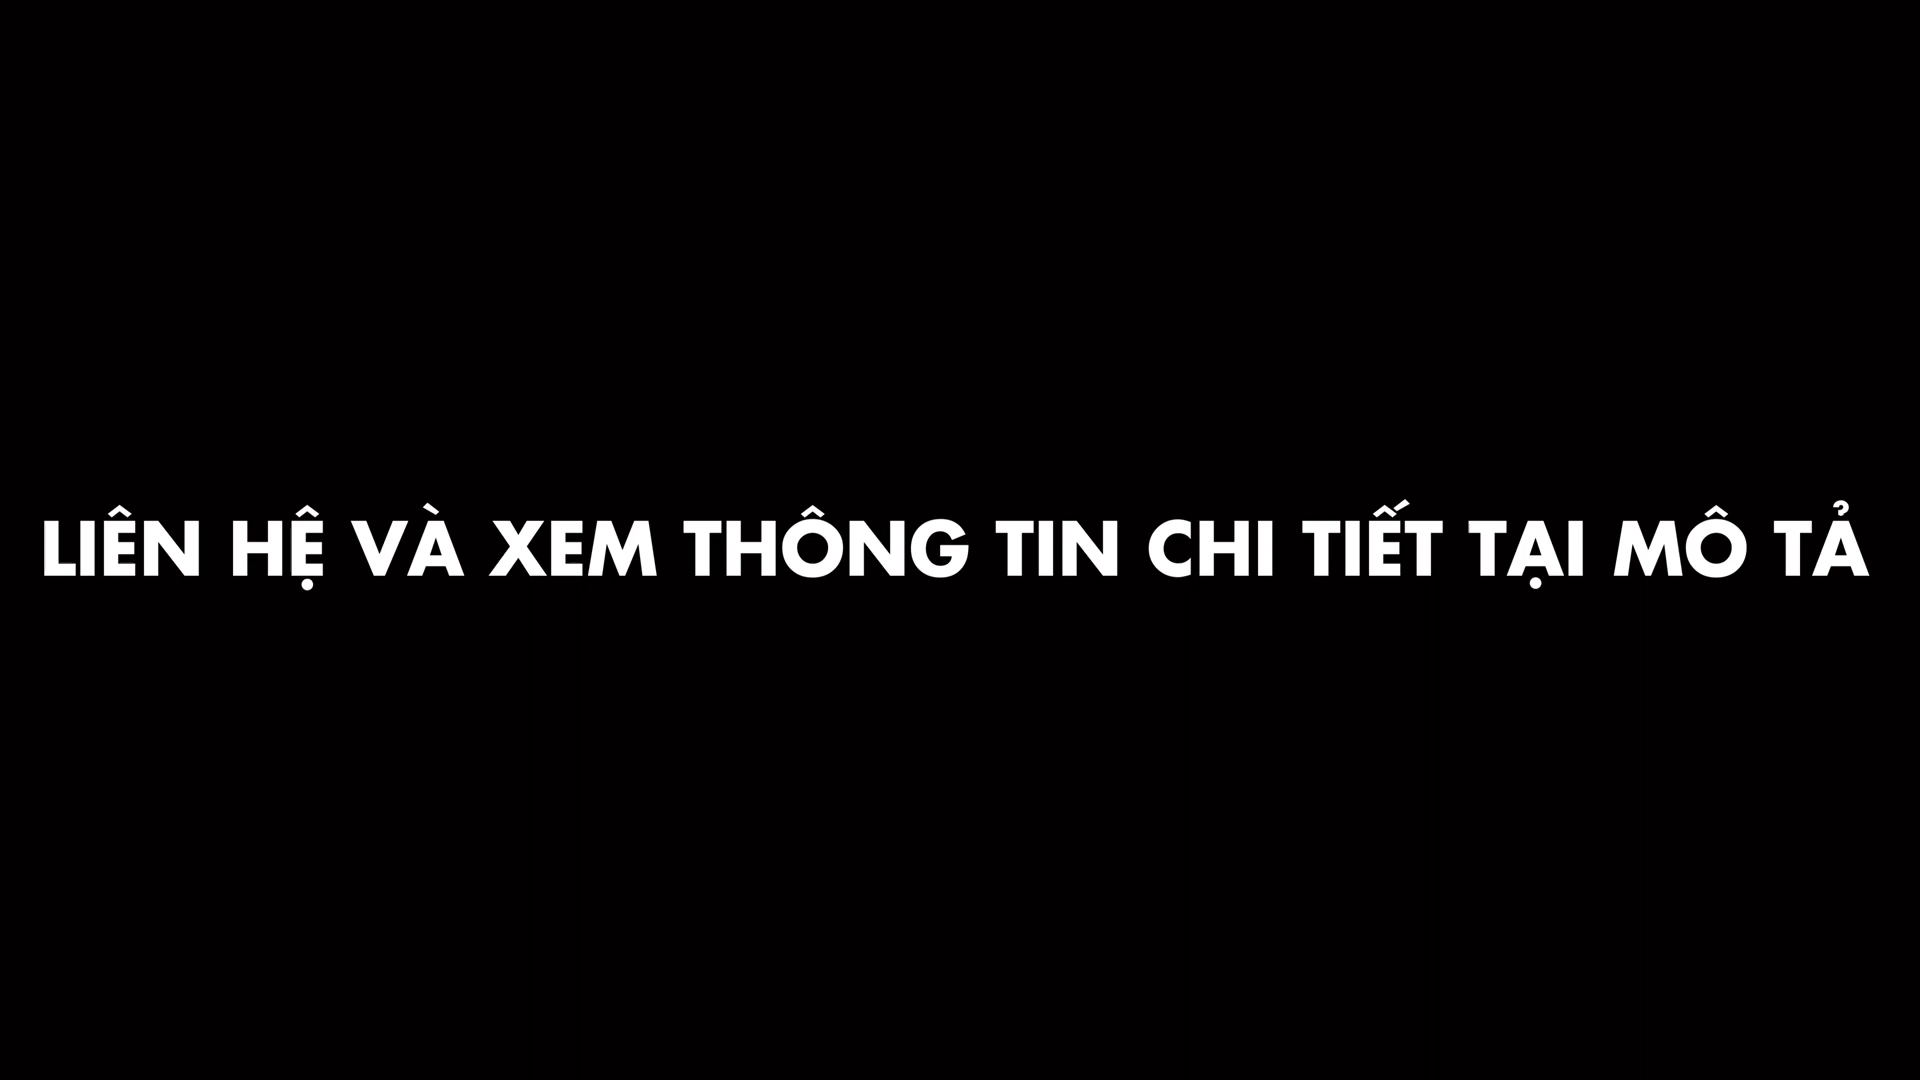 LIÊN HỆ VÀ XEM THÔNG TIN CHI TIẾT TẠI MÔ TẢ